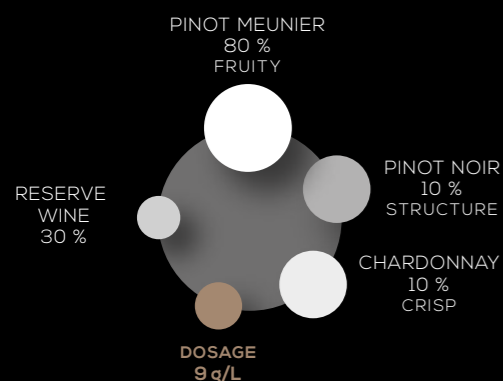 PINOT MEUNIER
80 %
FRUITY
PINOT NOIR
10 %
STRUCTURE
RESERVE
WINE
30 %
CHARDONNAY
10 %
CRISP
DOSAGE
9 g/L